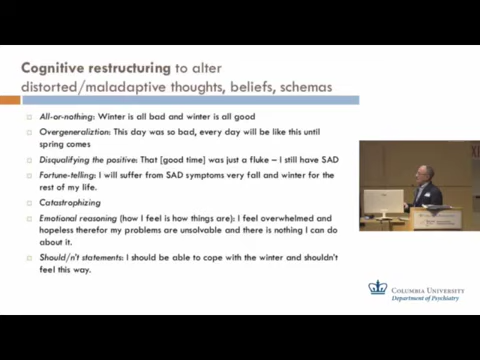 Cognitive restructuring to alter
distorted/maladaptive thoughts, beliefs, schemas
All-or-nothing: Winter is all bad and winter is all good
Overgeneraliztion: This day was so bad, every day will be like this until
spring comes
Disqualifying the positive: That [good time] was just a fluke – I still have SAD
Fortune-telling: I will suffer from SAD symptoms very fall and winter for the
rest of my life.
Catastrophizing
Emotional reasoning (how I feel is how things are): I feel overwhelmed and
hopeless therefor my problems are unsolvable and there is nothing I can do
about it.
Should/n't statements: I should be able to cope with the winter and shouldn't
feel this way.
COLUMBIA UNIVERSITY
Department of Psychiatry